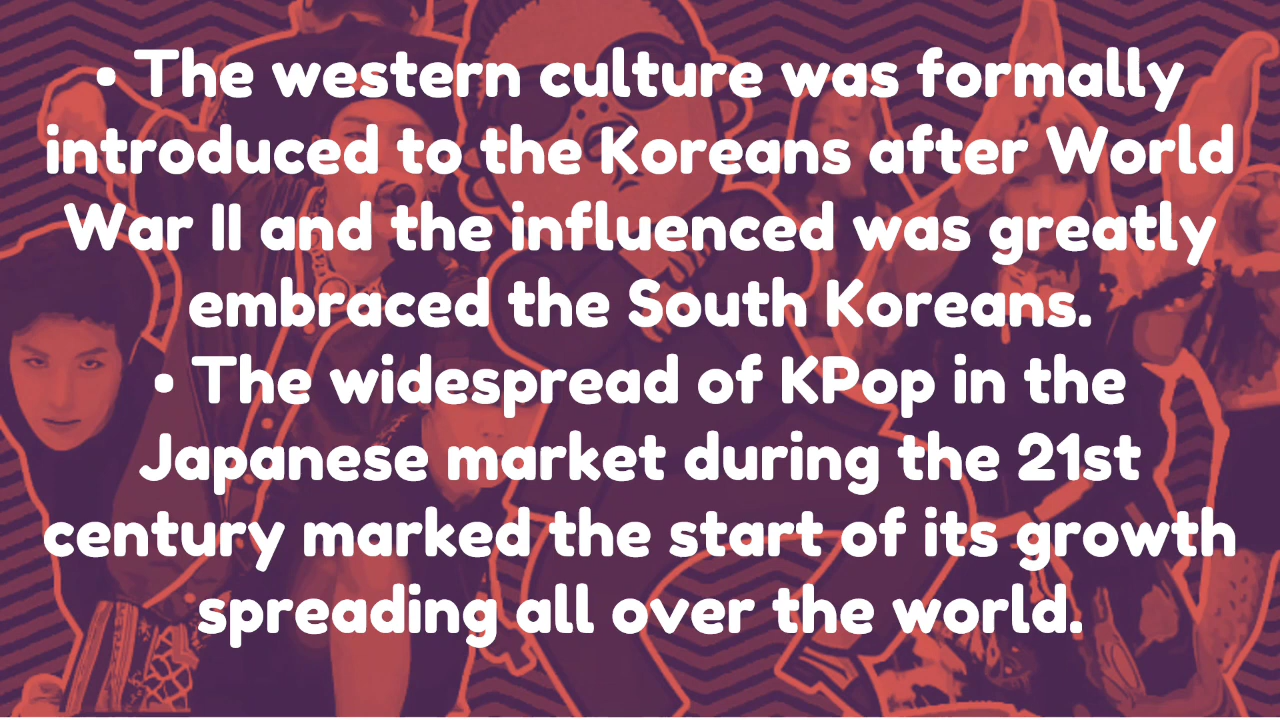 • The western culture was formally
introduced to the Koreans after World
War II and the influenced was greatly
embraced the South Koreans.
• The widespread of KPop in the
Japanese market during the 21st
century marked the start of its growth
spreading all over the world.